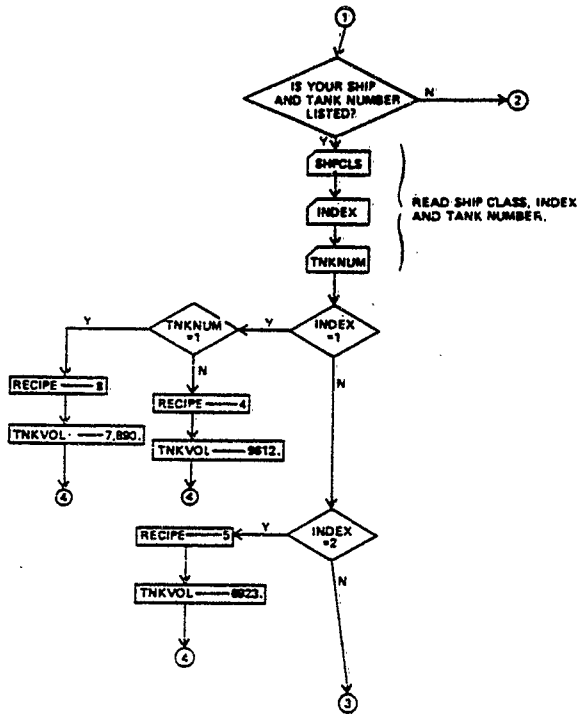 1
IS YOUR SHIP
AND TANK NUMBER
LISTED?
N
2
Y
SHPCLS
INDEX
TNKNUM
READ SHIP CLASS, INDEX
AND TANK NUMBER.
INDEX
=1
Y
TNKNUM
=1
Y
N
N
RECIPE 8
RECIPE 4
TNKVOL 7,890.
TNKVOL 9612.
4
4
INDEX
=2
Y
RECIPE 5
N
TNKVOL
4
3